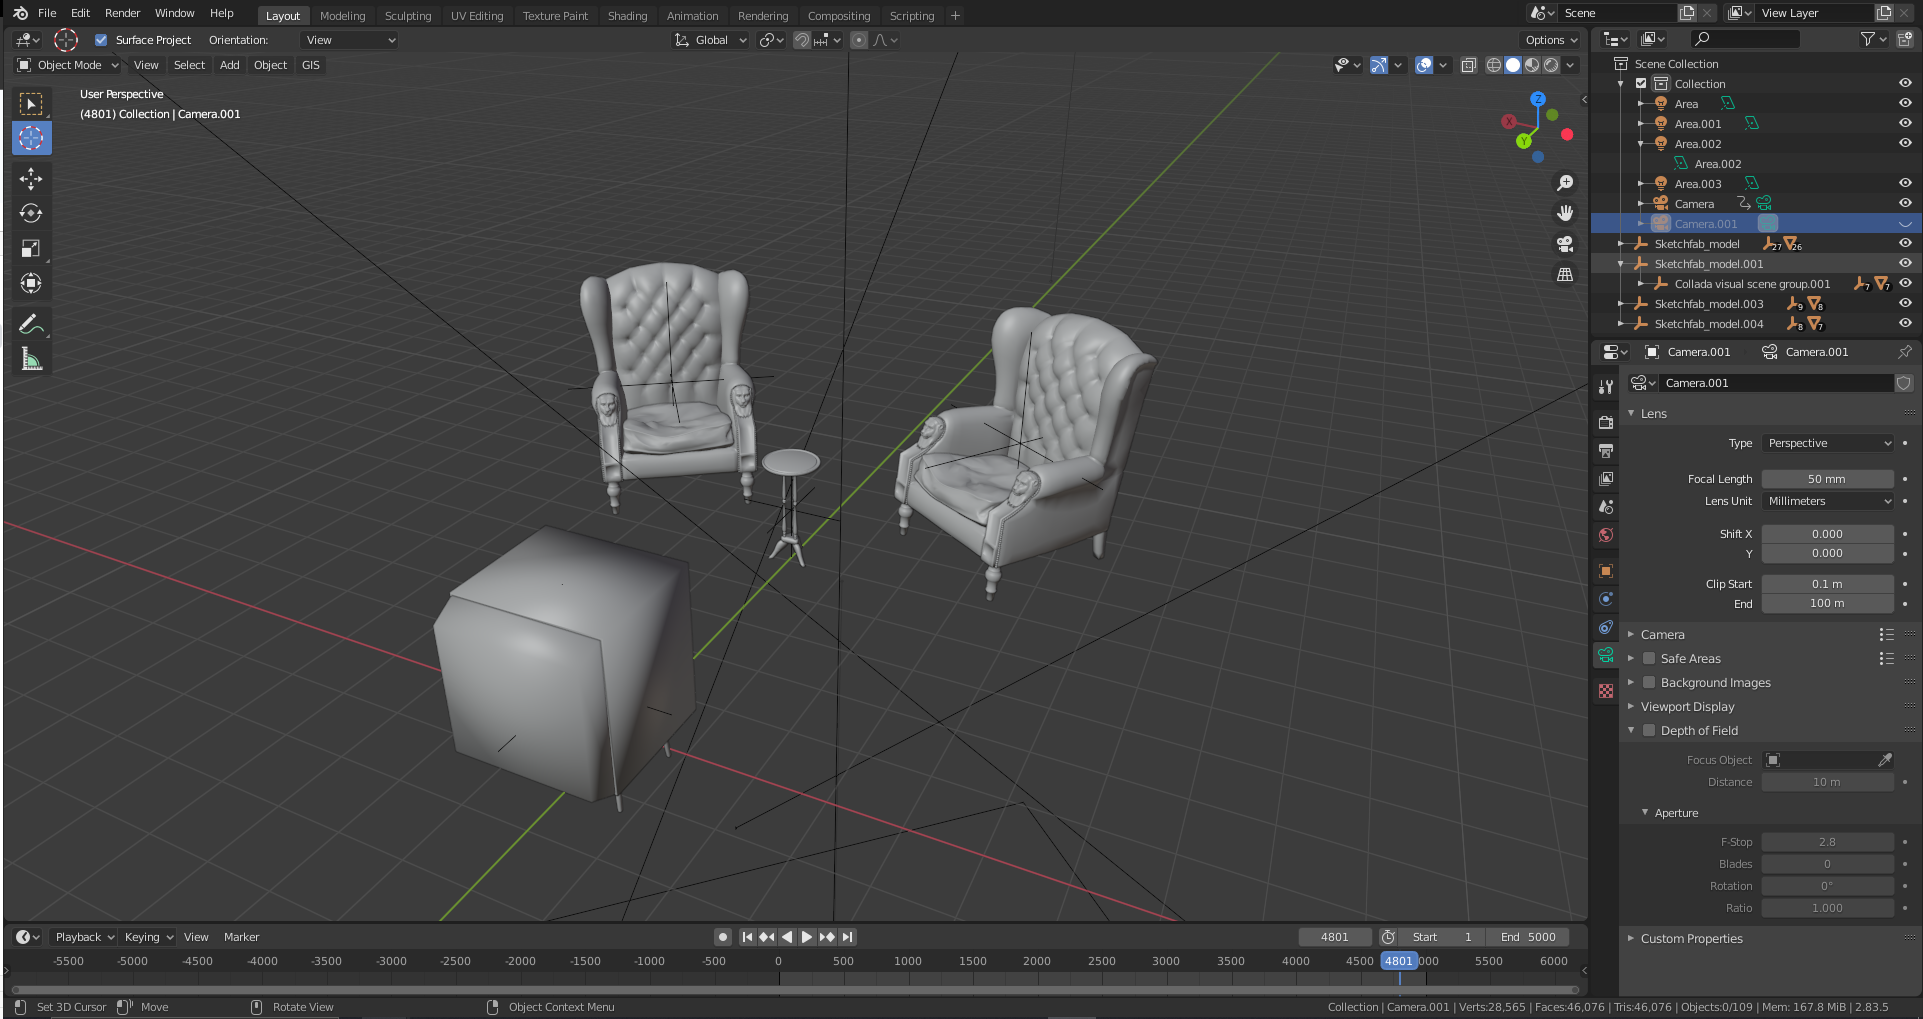 File Edit Render Window Help Layout Modeling Sculpting UV Editing Texture Paint Shading Animation Rendering Compositing Scripting + Scene View Layer
Surface Project Orientation: View Global Options
Object Mode View Select Add Object GIS
User Perspective
(4801) Collection | Camera.001
Z
X
Y
Scene Collection
Collection
Area
Area.001
Area.002
Area.002
Area.003
Camera
Camera.001
Sketchfab_model 27 26
Sketchfab_model.001
Collada visual scene group.001 7 7
Sketchfab_model.003 9 8
Sketchfab_model.004 8 7
Camera.001 Camera.001
Camera.001
Lens
Type Perspective
Focal Length 50 mm
Lens Unit Millimeters
Shift X 0.000
Y 0.000
Clip Start 0.1 m
End 100 m
Camera
Safe Areas
Background Images
Viewport Display
Depth of Field
Focus Object
Distance 10 m
Aperture
F-Stop 2.8
Blades 0
Rotation 0°
Ratio 1.000
Custom Properties
Playback Keying View Marker 4801 Start 1 End 5000
-5500 -5000 -4500 -4000 -3500 -3000 -2500 -2000 -1500 -1000 -500 0 500 1000 1500 2000 2500 3000 3500 4000 4500 4801 000 5500 6000
Set 3D Cursor Move Rotate View Object Context Menu Collection | Camera.001 | Verts:28,565 | Faces:46,076 | Tris:46,076 | Objects:0/109 | Mem: 167.8 MiB | 2.83.5